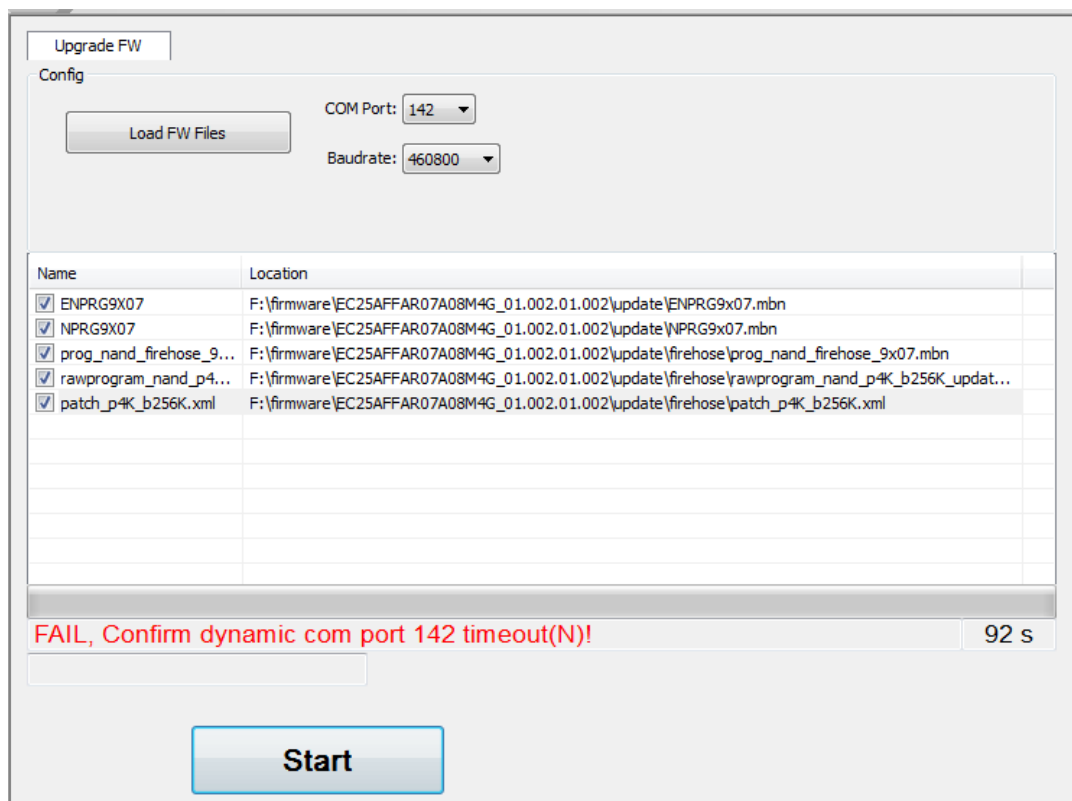 Upgrade FW
Config
Load FW Files
COM Port: 142
Baudrate: 460800
Name Location
ENPRG9X07 F:\firmware\EC25AFFAR07A08M4G_01.002.01.002\update\ENPRG9x07.mbn
NPRG9X07 F:\firmware\EC25AFFAR07A08M4G_01.002.01.002\update\NPRG9x07.mbn
prog_nand_firehose_9... F:\firmware\EC25AFFAR07A08M4G_01.002.01.002\update\firehose\prog_nand_firehose_9x07.mbn
rawprogram_nand_p4... F:\firmware\EC25AFFAR07A08M4G_01.002.01.002\update\firehose\rawprogram_nand_p4K_b256K_updat...
patch_p4K_b256K.xml F:\firmware\EC25AFFAR07A08M4G_01.002.01.002\update\firehose\patch_p4K_b256K.xml
FAIL, Confirm dynamic com port 142 timeout(N)! 92 s
Start